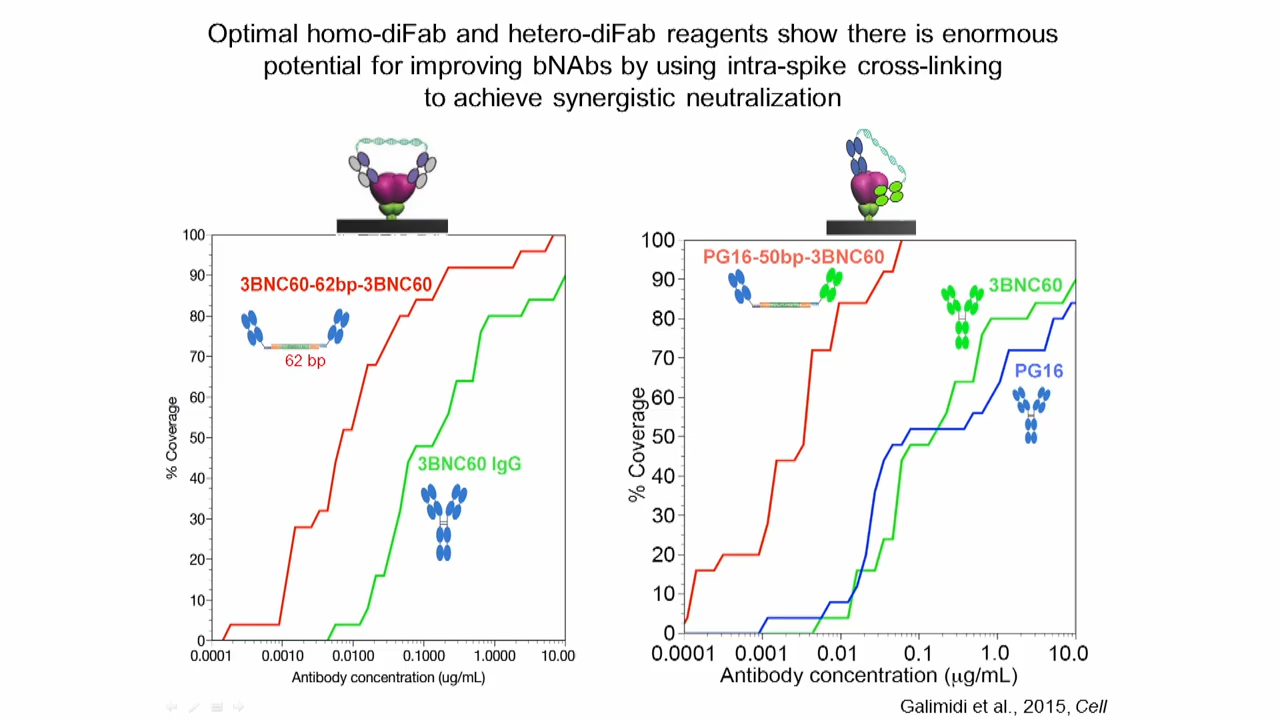 Optimal homo-diFab and hetero-diFab reagents show there is enormous
potential for improving bNAbs by using intra-spike cross-linking
to achieve synergistic neutralization
100
90
80
70
60
50
40
30
20
10
0
% Coverage
3BNC60-62bp-3BNC60
62 bp
3BNC60 IgG
0.0001
0.0010
0.0100
0.1000
1.0000
10.00
Antibody concentration (ug/mL)
100
90
80
70
60
50
40
30
20
10
0
% Coverage
PG16-50bp-3BNC60
3BNC60
PG16
0.0001
0.001
0.01
0.1
1.0
10.0
Antibody concentration (µg/mL)
Galimidi et al., 2015, Cell